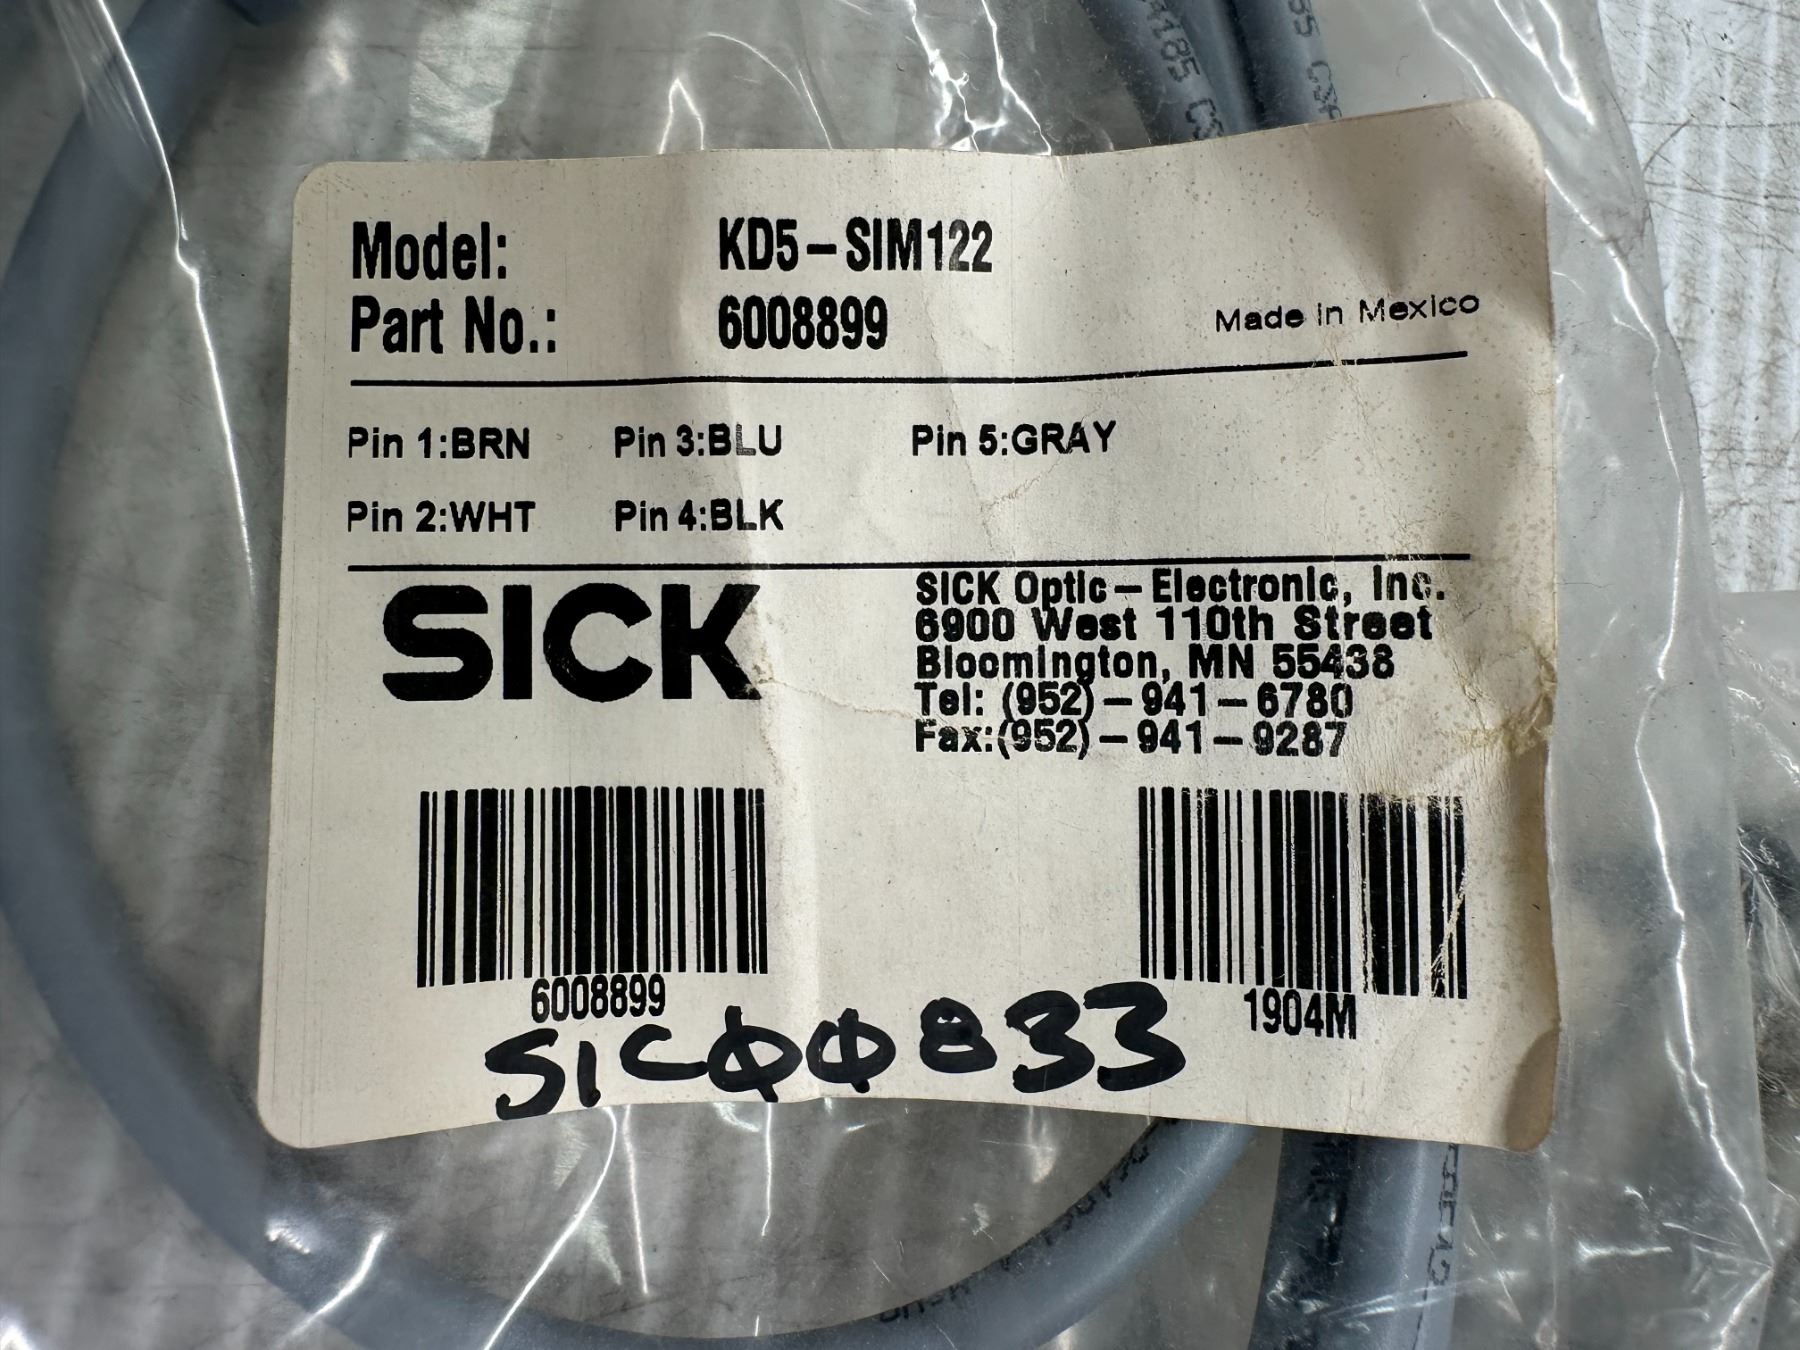 Model: KD5-SIM122
Part No.: 6008899
Made in Mexico
Pin 1:BRN Pin 3:BLU Pin 5:GRAY
Pin 2:WHT Pin 4:BLK
SICK
SICK Optic-Electronic, Inc.
6900 West 110th Street
Bloomington, MN 55438
Tel: (952)-941-6780
Fax:(952)-941-9287
6008899
1904M
SIC00833